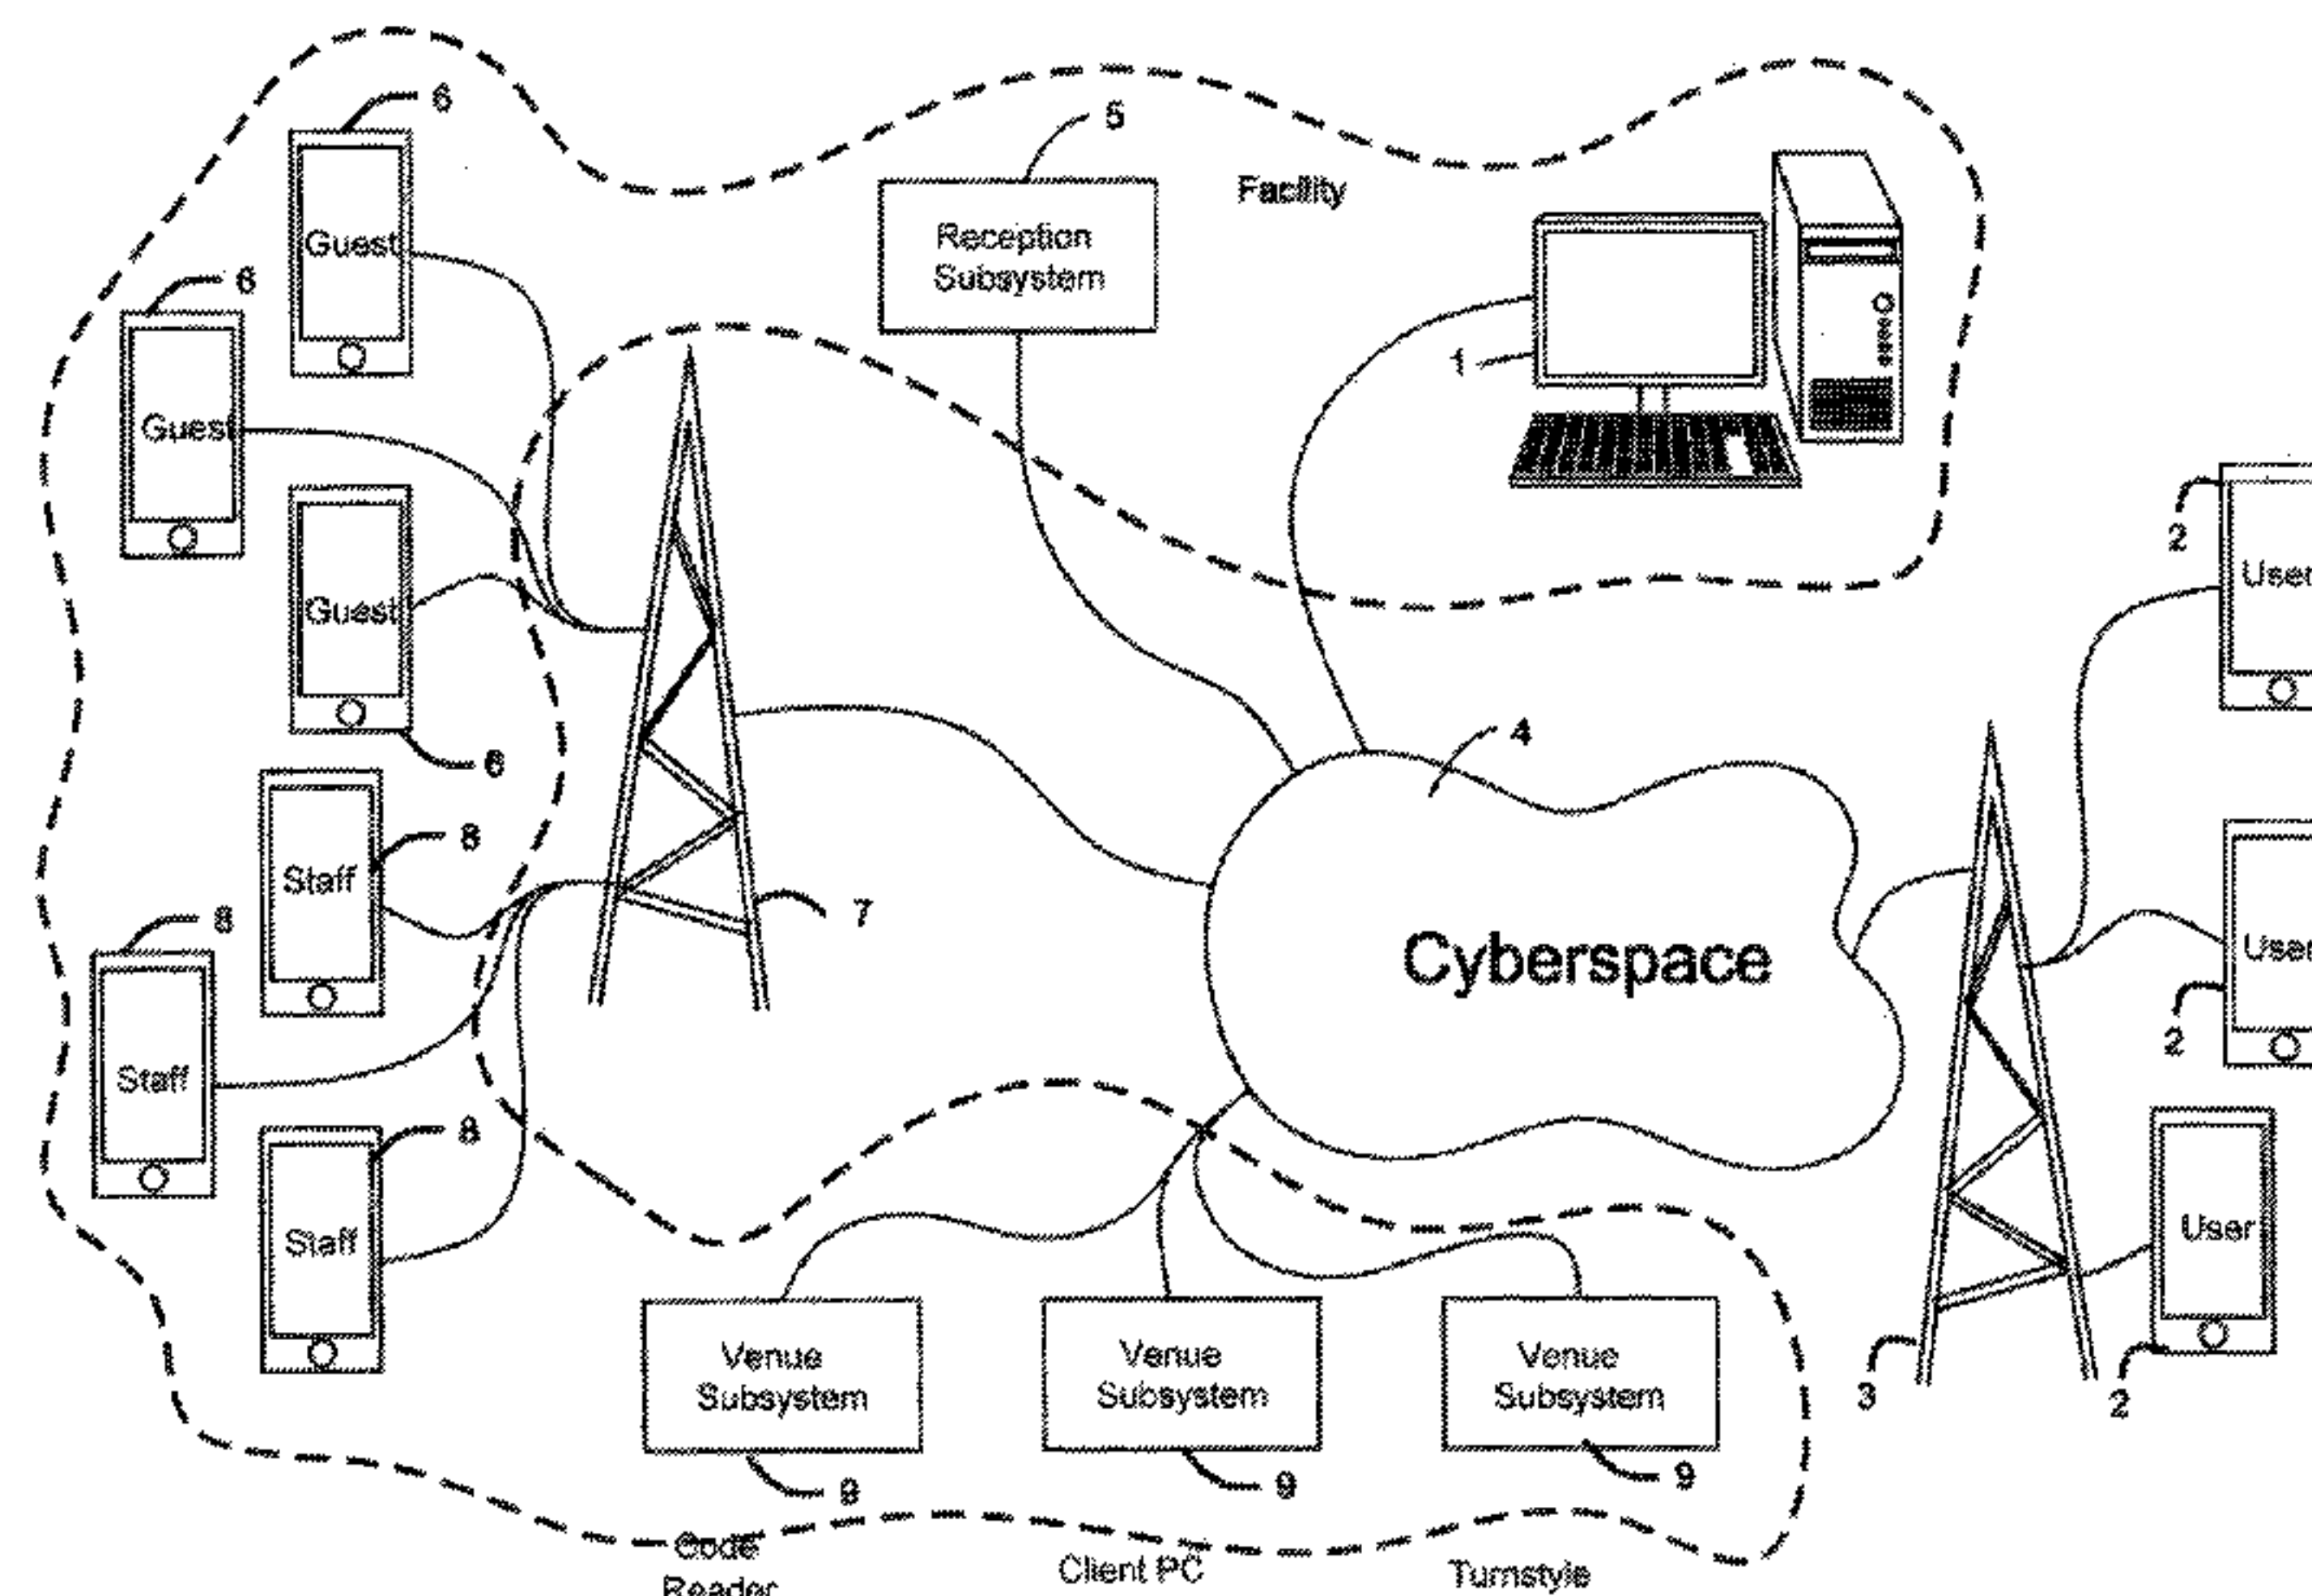 6
5
Facility
Guest
Reception
Subsystem
6
1
Guest
2
User
Guest
4
6
8
Staff
7
8
Cyberspace
User
2
Staff
8
Staff
User
Venue
Subsystem
Venue
Subsystem
Venue
Subsystem
3
2
9
9
9
Code
Reader
Client PC
Turnstyle